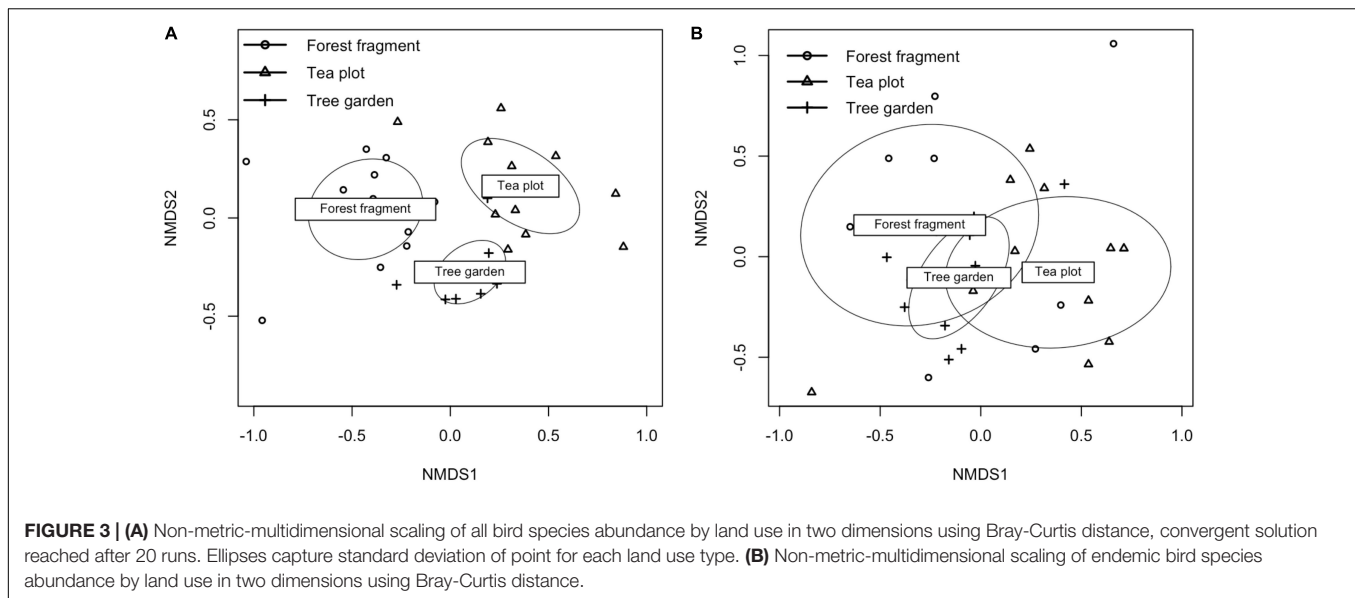 A
Forest fragment
Tea plot
Tree garden
NMDS2
0.5
0.0
-0.5
Forest fragment
Tea plot
Tree garden
-1.0 -0.5 0.0 0.5 1.0
NMDS1
B
Forest fragment
Tea plot
Tree garden
NMDS2
1.0
0.5
0.0
-0.5
Forest fragment
Tree garden
Tea plot
-1.0 -0.5 0.0 0.5 1.0
NMDS1
FIGURE 3 | (A) Non-metric-multidimensional scaling of all bird species abundance by land use in two dimensions using Bray-Curtis distance, convergent solution
reached after 20 runs. Ellipses capture standard deviation of point for each land use type. (B) Non-metric-multidimensional scaling of endemic bird species
abundance by land use in two dimensions using Bray-Curtis distance.